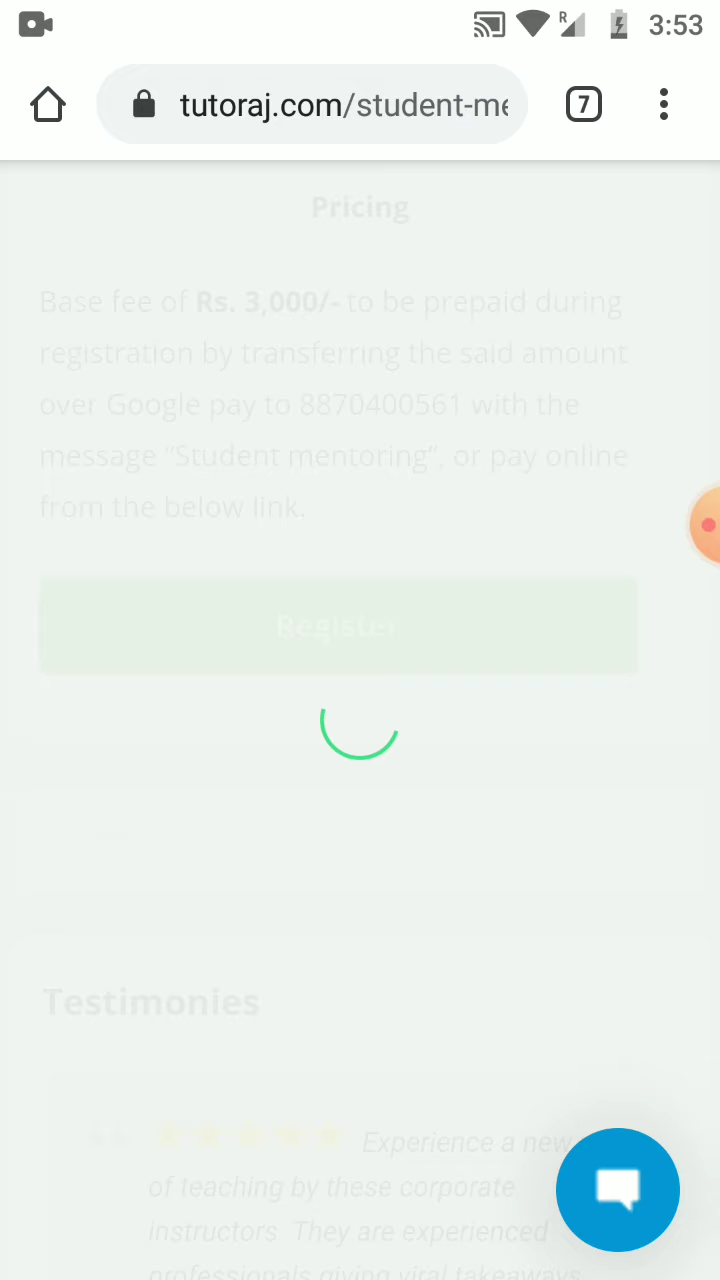 R
3:53
tutoraj.com/student-me
7
Pricing
Base fee of Rs. 3,000/- to be prepaid during
registration by transferring the said amount
over Google pay to 8870400561 with the
message “Student mentoring”, or pay online
from the below link.
Register
Testimonies
Experience a new
of teaching by these corporate
instructors. They are experienced
professionals giving viral takeaways